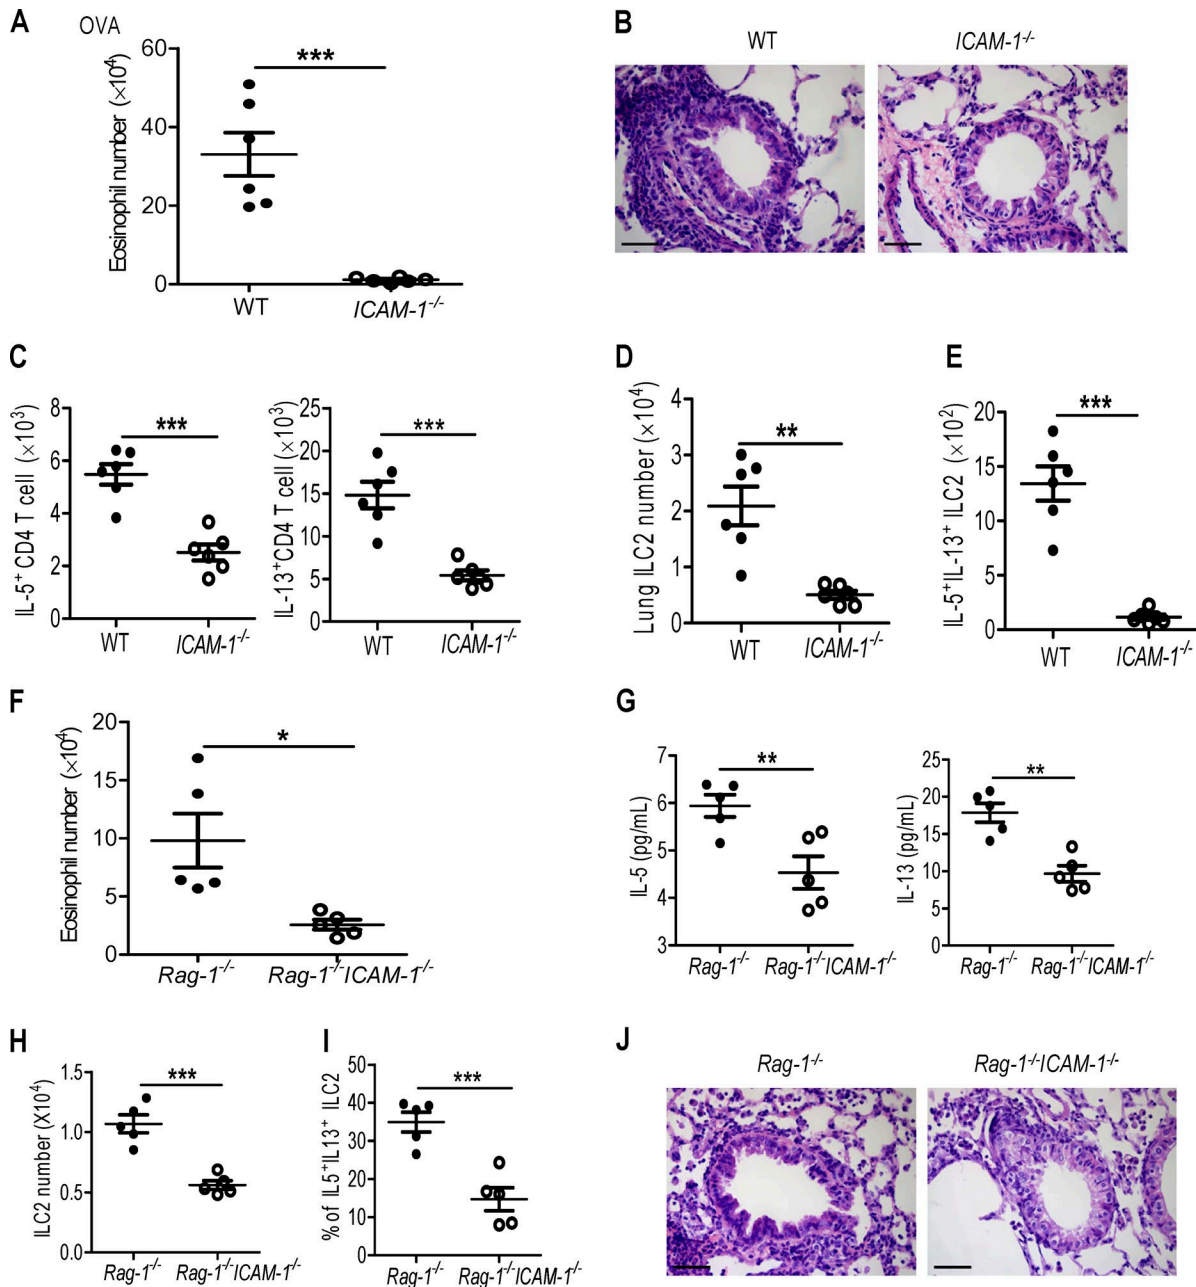 A
OVA
Eosinophil number (×10⁴)
60
40
20
0
***
WT
ICAM-1⁻/⁻
B
WT
ICAM-1⁻/⁻
C
IL-5⁺ CD4 T cell (×10³)
8
6
4
2
0
***
WT
ICAM-1⁻/⁻
IL-13⁺CD4 T cell (×10³)
25
20
15
10
5
0
***
WT
ICAM-1⁻/⁻
D
Lung ILC2 number (×10⁴)
4
3
2
1
0
**
WT
ICAM-1⁻/⁻
E
IL-5⁺IL-13⁺ ILC2 (×10²)
20
15
10
5
0
***
WT
ICAM-1⁻/⁻
F
Eosinophil number (×10⁴)
20
15
10
5
0
*
Rag-1⁻/⁻
Rag-1⁻/⁻ICAM-1⁻/⁻
G
IL-5 (pg/mL)
7
6
5
4
3
**
Rag-1⁻/⁻
Rag-1⁻/⁻ICAM-1⁻/⁻
IL-13 (pg/mL)
25
20
15
10
5
0
**
Rag-1⁻/⁻
Rag-1⁻/⁻ICAM-1⁻/⁻
H
ILC2 number (X10⁴)
1.5
1.0
0.5
0.0
***
Rag-1⁻/⁻
Rag-1⁻/⁻ICAM-1⁻/⁻
I
% of IL5⁺IL13⁺ ILC2
50
40
30
20
10
0
***
Rag-1⁻/⁻
Rag-1⁻/⁻ICAM-1⁻/⁻
J
Rag-1⁻/⁻
Rag-1⁻/⁻ICAM-1⁻/⁻